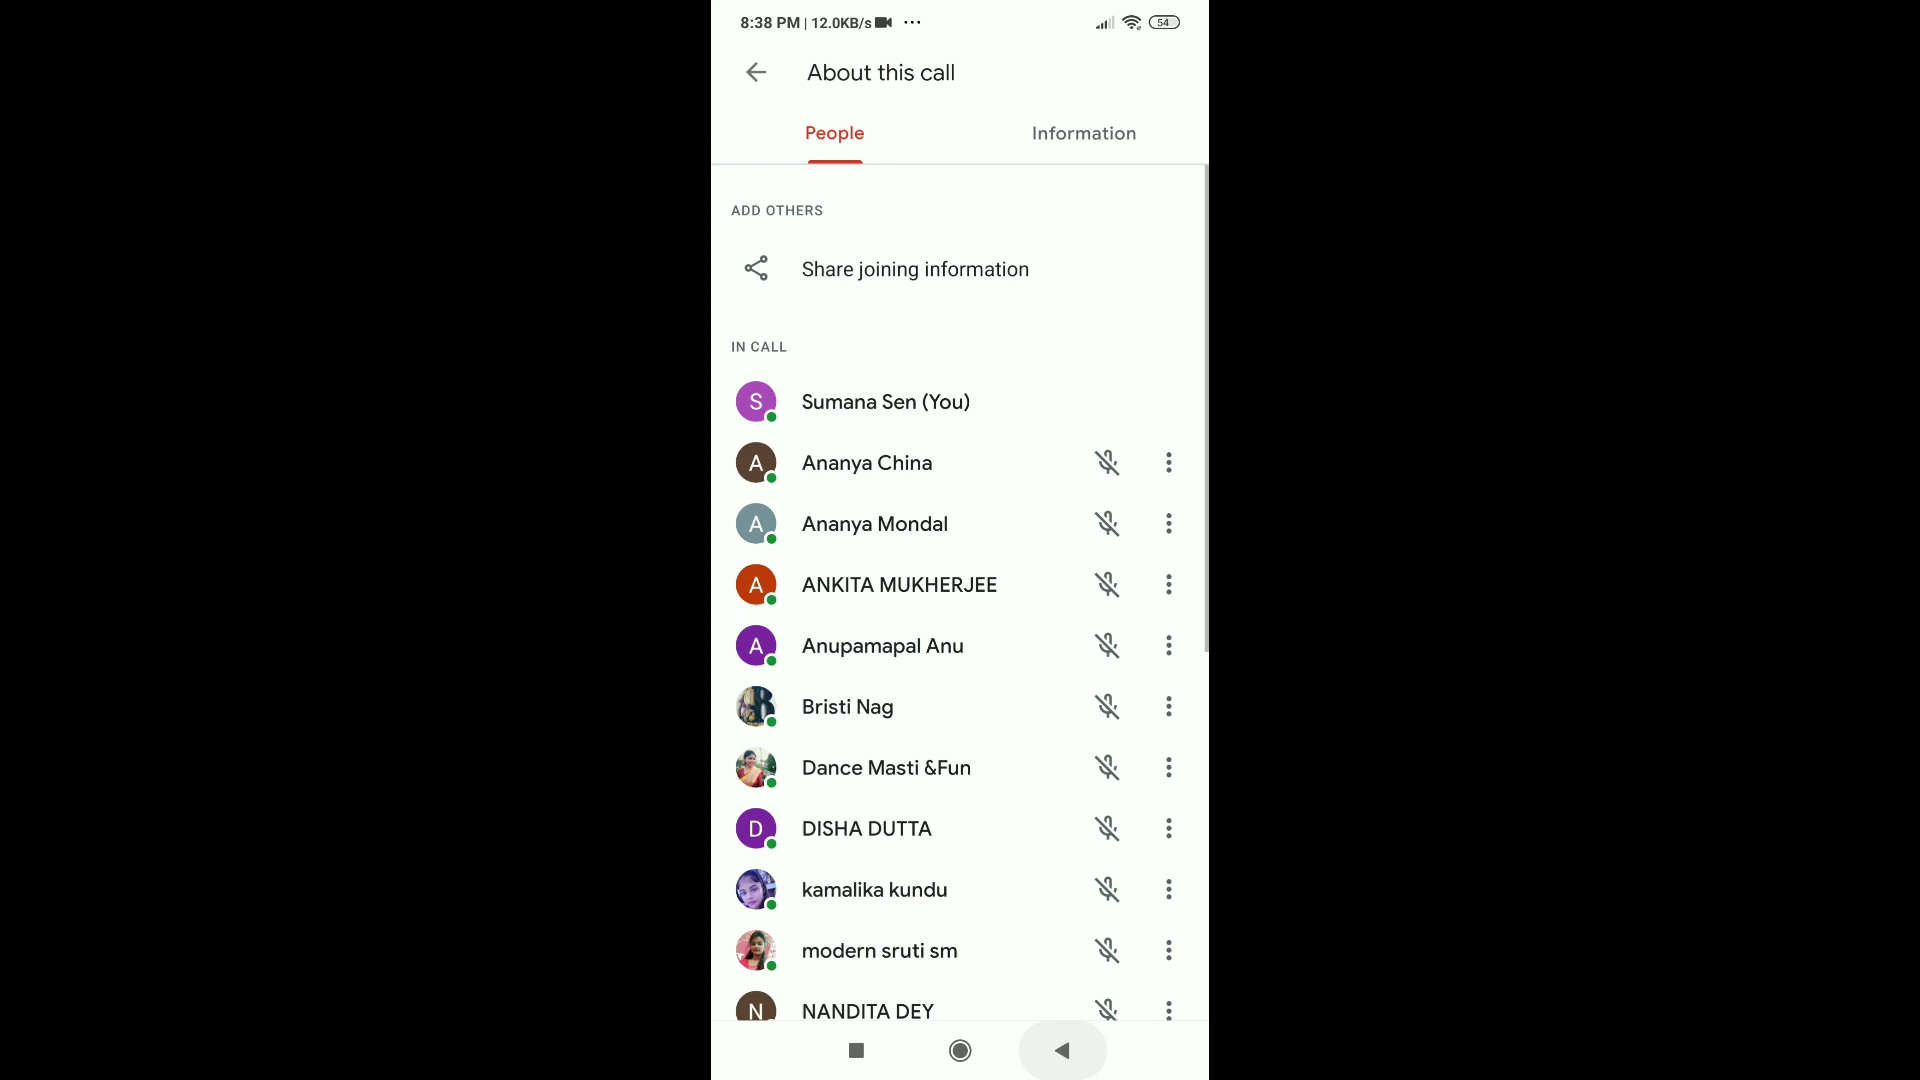 8:38 PM | 12.0KB/s ... 54
About this call
People Information
ADD OTHERS
Share joining information
IN CALL
S Sumana Sen (You)
A Ananya China
A Ananya Mondal
A ANKITA MUKHERJEE
A Anupamapal Anu
Bristi Nag
Dance Masti &Fun
D DISHA DUTTA
kamalika kundu
modern sruti sm
N NANDITA DEY